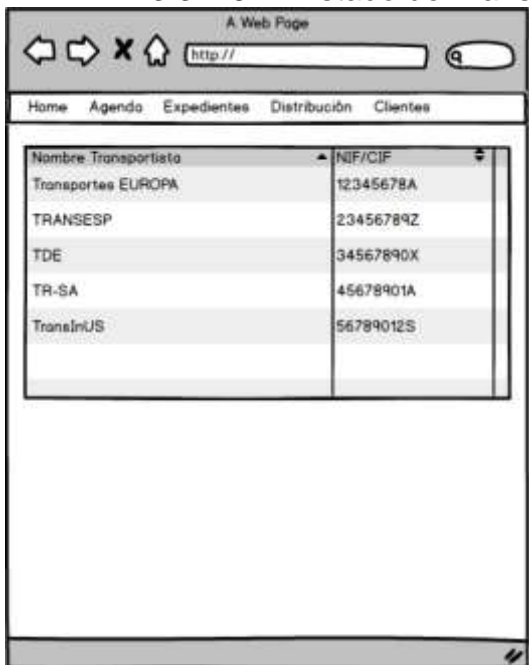 A Web Page
http://
Home Agenda Expedientes Distribución Clientes
Nombre Transportista NIF/CIF
Transportes EUROPA 12345678A
TRANSESP 23456789Z
TDE 34567890X
TR-SA 45678901A
TransInUS 56789012S